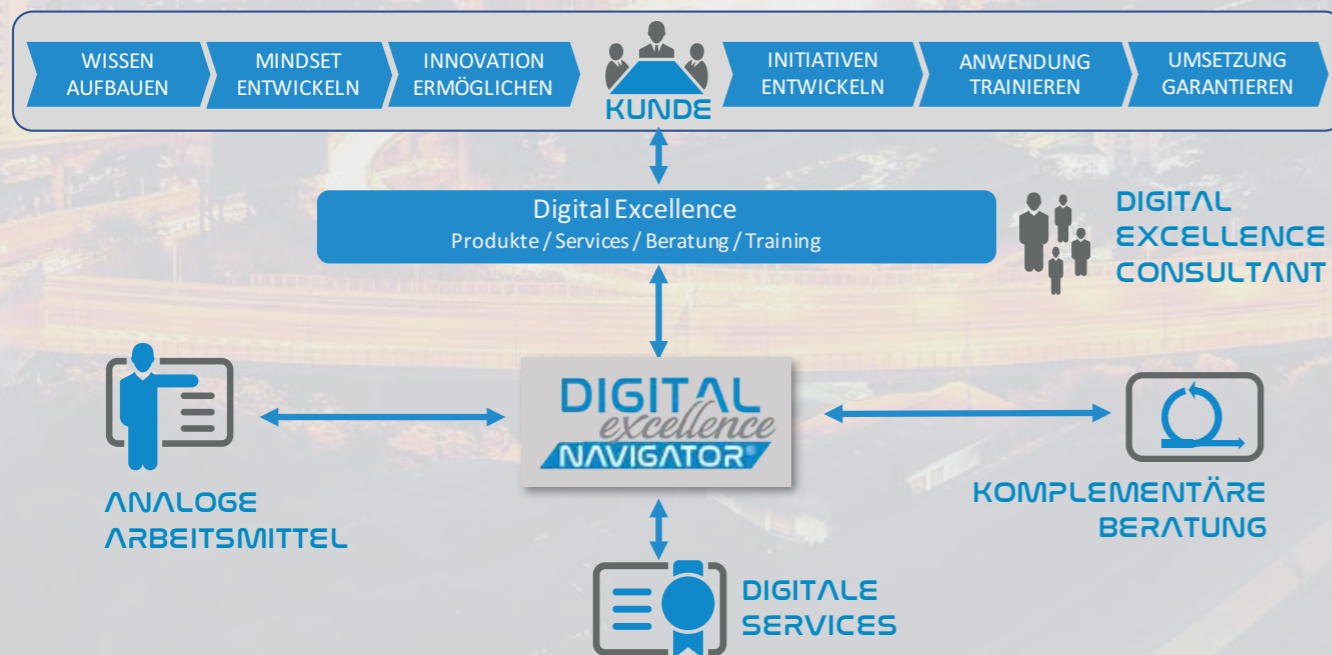 WISSEN
AUFBAUEN
MINDSET
ENTWICKELN
INNOVATION
ERMÖGLICHEN
KUNDE
INITIATIVEN
ENTWICKELN
ANWENDUNG
TRAINIEREN
UMSETZUNG
GARANTIEREN
Digital Excellence
Produkte / Services / Beratung / Training
DIGITAL
EXCELLENCE
CONSULTANT
DIGITAL
excellence
NAVIGATOR®
ANALOGE
ARBEITSMITTEL
KOMPLEMENTÄRE
BERATUNG
DIGITALE
SERVICES